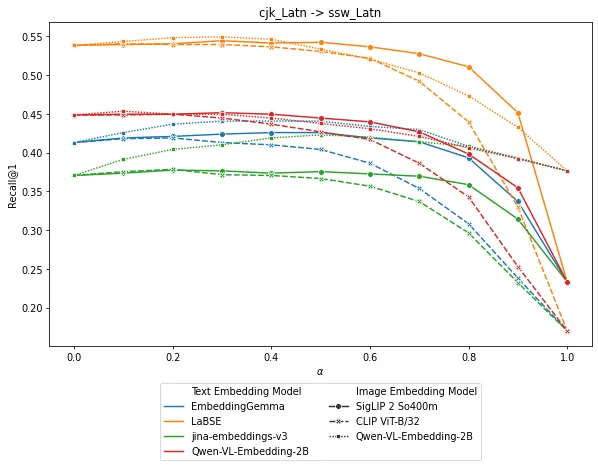 cjk_Latn -> ssw_Latn
Recall@1
0.55
0.50
0.45
0.40
0.35
0.30
0.25
0.20
0.0 0.2 0.4 0.6 0.8 1.0
α
Text Embedding Model
EmbeddingGemma
LaBSE
jina-embeddings-v3
Qwen-VL-Embedding-2B
Image Embedding Model
SigLIP 2 So400m
CLIP ViT-B/32
Qwen-VL-Embedding-2B